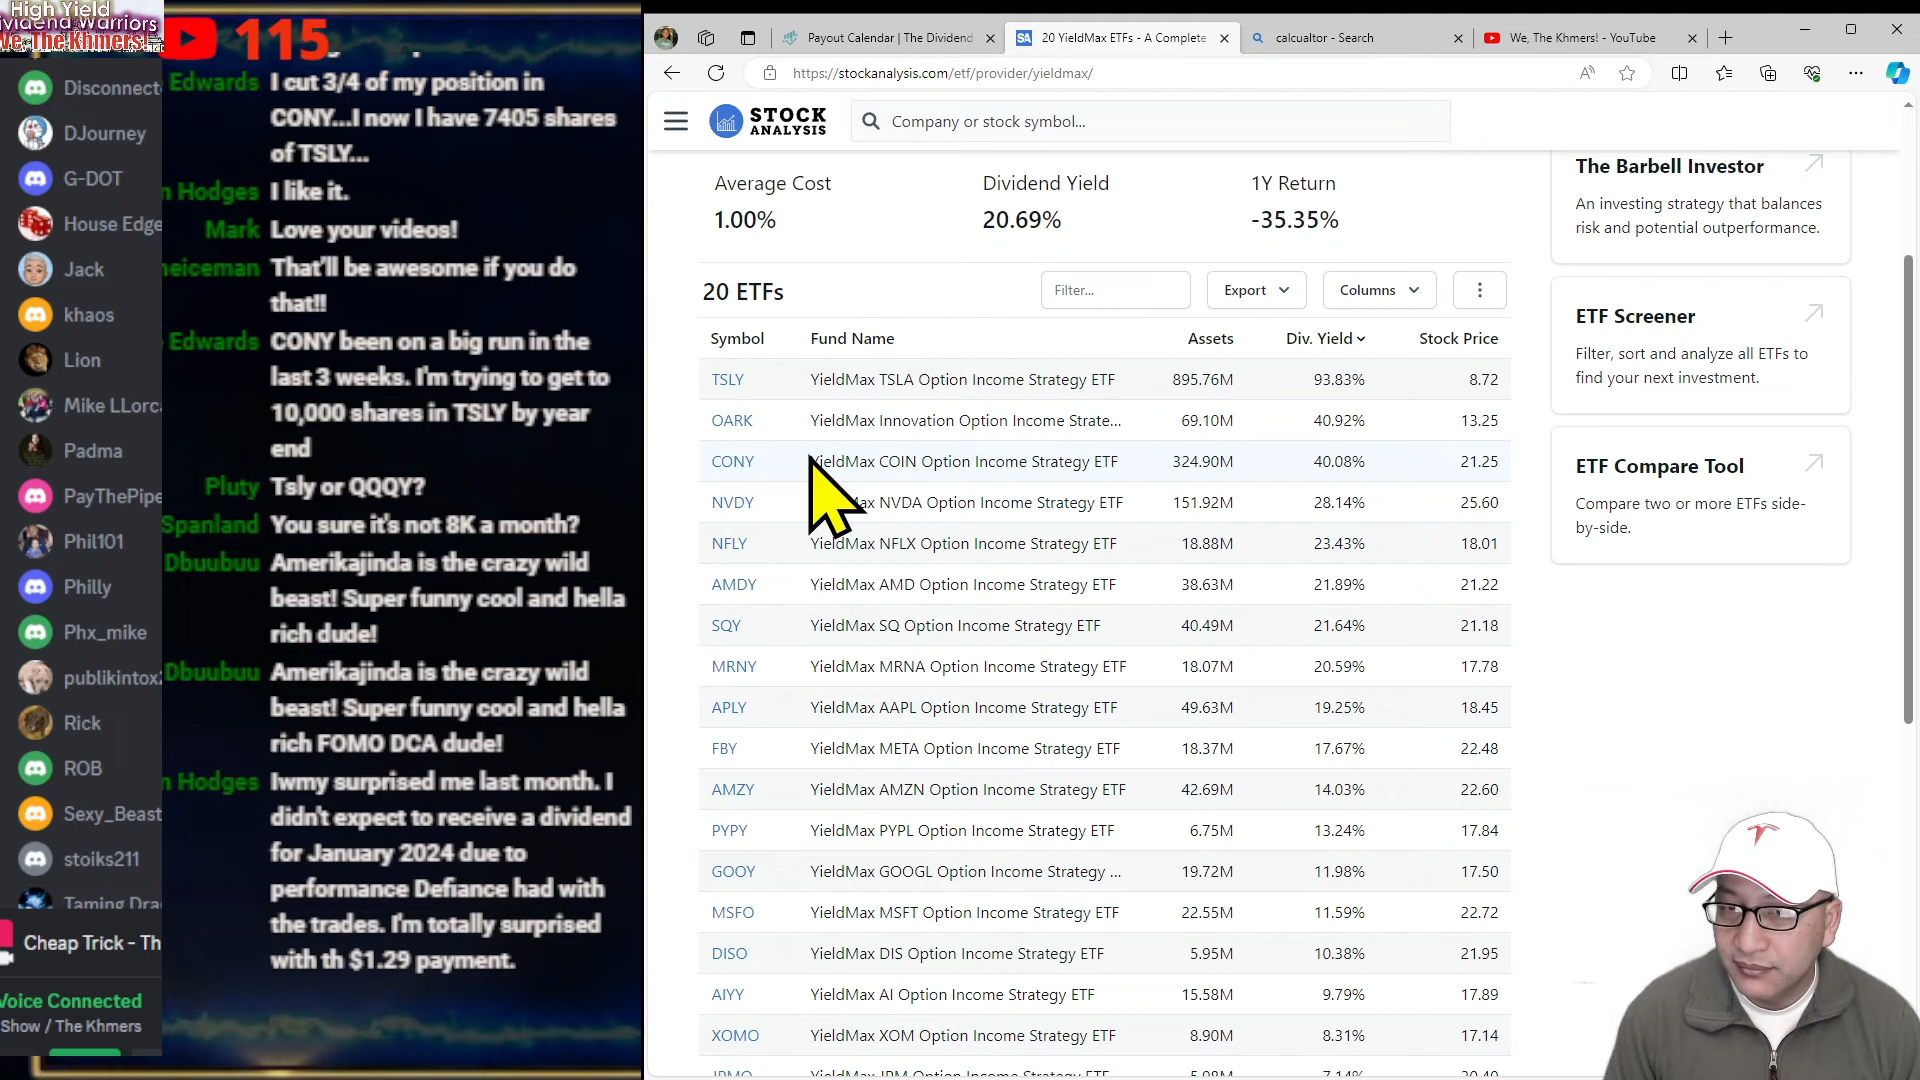 High Yield
Dividend Warriors
We, The Khmers!
115
Disconnect
DJourney
G-DOT
House Edge
Jack
khaos
Lion
Mike LLorc
Padma
PayThePipe
Phil101
Philly
Phx_mike
publikintox
Rick
ROB
Sexy_Beast
stoiks211
Taming Dra
Cheap Trick - Th
Voice Connected
Show / The Khmers
Edwards I cut 3/4 of my position in
CONY...I now I have 7405 shares
of TSLY...
Hodges I like it.
Mark Love your videos!
neiceman That'll be awesome if you do
that!!
Edwards CONY been on a big run in the
last 3 weeks. I'm trying to get to
10,000 shares in TSLY by year
end
Pluty Tsly or QQQY?
Spanland You sure it's not 8K a month?
Dbuubuu Amerikajinda is the crazy wild
beast! Super funny cool and hella
rich dude!
Dbuubuu Amerikajinda is the crazy wild
beast! Super funny cool and hella
rich FOMO DCA dude!
Hodges Iwmy surprised me last month. I
didn't expect to receive a dividend
for January 2024 due to
performance Defiance had with
the trades. I'm totally surprised
with th $1.29 payment.
Payout Calendar | The Dividend
SA 20 YieldMax ETFs - A Complete
calcualtor - Search
We, The Khmers! - YouTube
https://stockanalysis.com/etf/provider/yieldmax/
STOCK
ANALYSIS
Company or stock symbol...
Average Cost Dividend Yield 1Y Return
1.00% 20.69% -35.35%
20 ETFs Filter... Export Columns
Symbol Fund Name Assets Div. Yield Stock Price
TSLY YieldMax TSLA Option Income Strategy ETF 895.76M 93.83% 8.72
OARK YieldMax Innovation Option Income Strate... 69.10M 40.92% 13.25
CONY YieldMax COIN Option Income Strategy ETF 324.90M 40.08% 21.25
NVDY ax NVDA Option Income Strategy ETF 151.92M 28.14% 25.60
NFLY YieldMax NFLX Option Income Strategy ETF 18.88M 23.43% 18.01
AMDY YieldMax AMD Option Income Strategy ETF 38.63M 21.89% 21.22
SQY YieldMax SQ Option Income Strategy ETF 40.49M 21.64% 21.18
MRNY YieldMax MRNA Option Income Strategy ETF 18.07M 20.59% 17.78
APLY YieldMax AAPL Option Income Strategy ETF 49.63M 19.25% 18.45
FBY YieldMax META Option Income Strategy ETF 18.37M 17.67% 22.48
AMZY YieldMax AMZN Option Income Strategy ETF 42.69M 14.03% 22.60
PYPY YieldMax PYPL Option Income Strategy ETF 6.75M 13.24% 17.84
GOOY YieldMax GOOGL Option Income Strategy ... 19.72M 11.98% 17.50
MSFO YieldMax MSFT Option Income Strategy ETF 22.55M 11.59% 22.72
DISO YieldMax DIS Option Income Strategy ETF 5.95M 10.38% 21.95
AIYY YieldMax AI Option Income Strategy ETF 15.58M 9.79% 17.89
XOMO YieldMax XOM Option Income Strategy ETF 8.90M 8.31% 17.14
The Barbell Investor
An investing strategy that balances
risk and potential outperformance.
ETF Screener
Filter, sort and analyze all ETFs to
find your next investment.
ETF Compare Tool
Compare two or more ETFs side-
by-side.